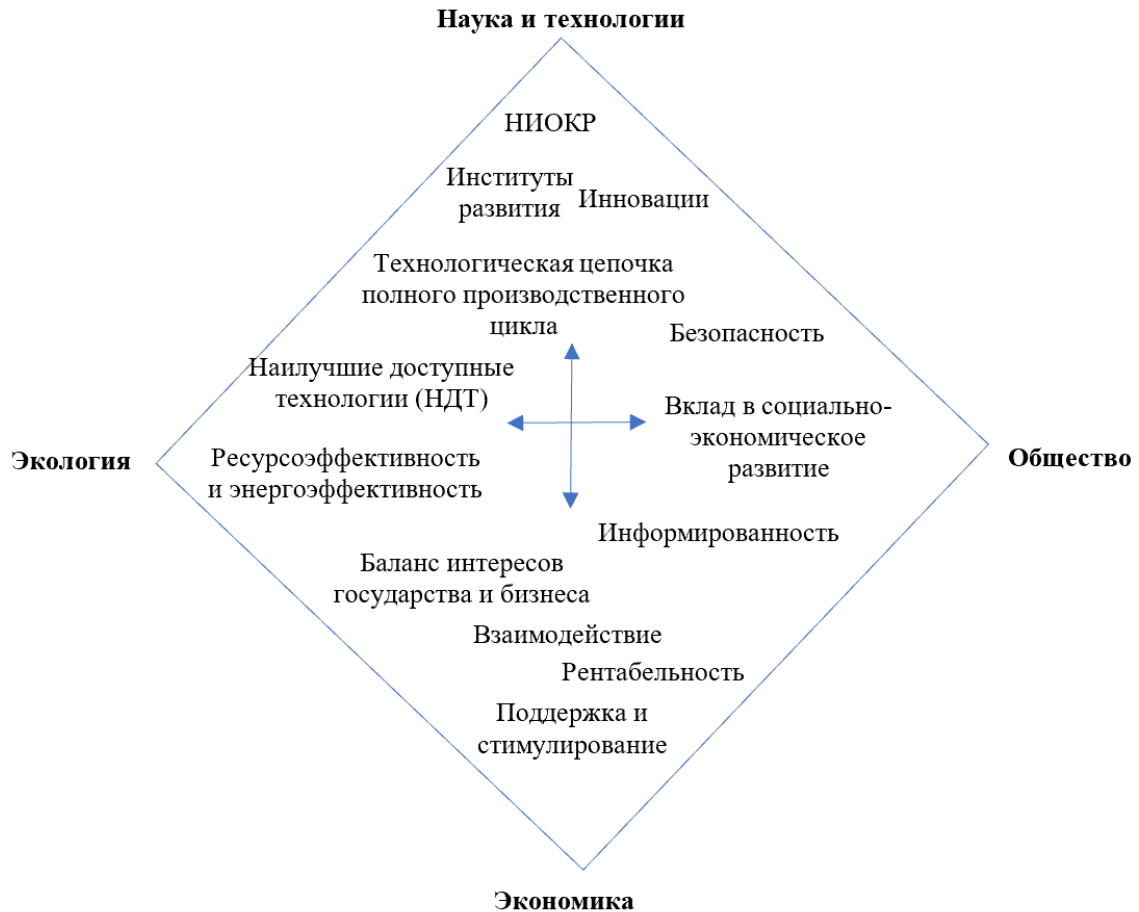 Наука и технологии
НИОКР
Институты
развития
Инновации
Технологическая цепочка
полного производственного
цикла
Безопасность
Наилучшие доступные
технологии (НДТ)
Вклад в социально-
экономическое
развитие
Экология
Ресурсоэффективность
и энергоэффективность
Общество
Информированность
Баланс интересов
государства и бизнеса
Взаимодействие
Рентабельность
Поддержка и
стимулирование
Экономика